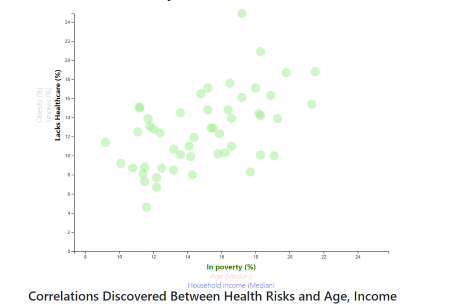 24
22
20
18
16
14
12
10
8
6
4
2
0
Obesity (%)
Smokes (%)
Lacks Healthcare (%)
8 10 12 14 16 18 20 22 24
In poverty (%)
Age (Median)
Household income (Median)
Correlations Discovered Between Health Risks and Age, Income